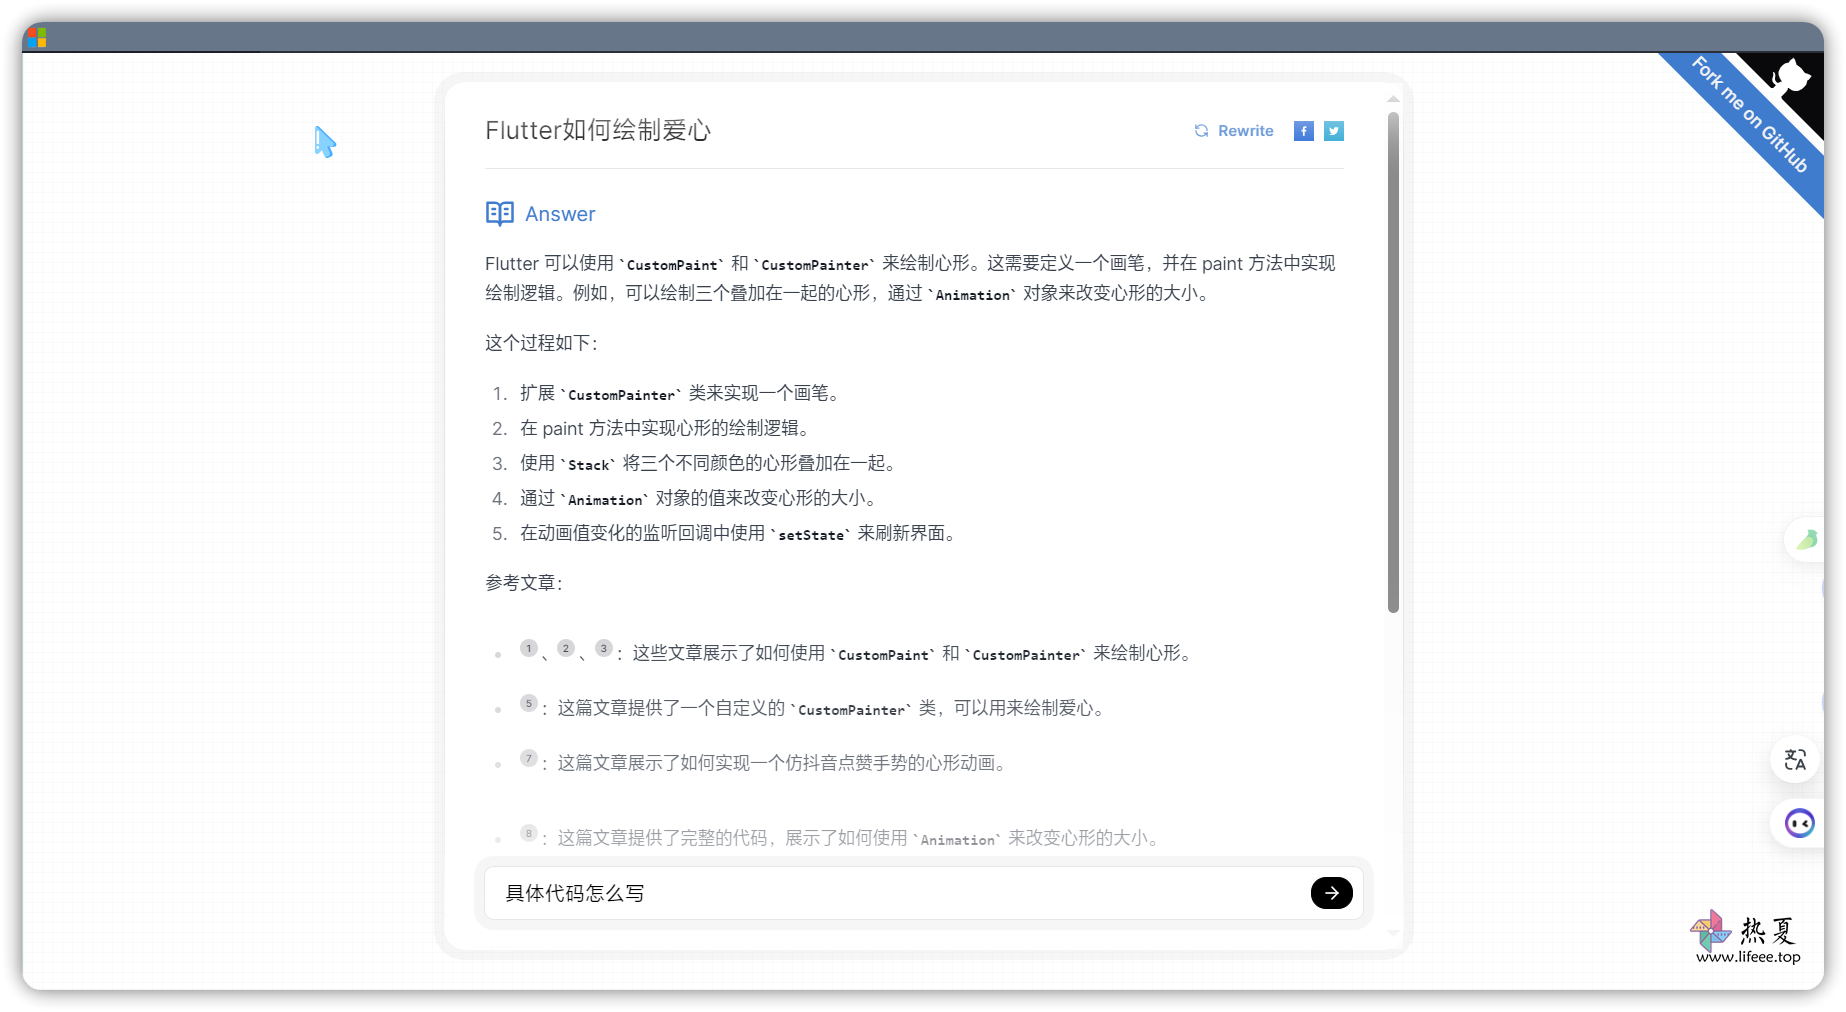 Fork me on GitHub
Flutter如何绘制爱心
Rewrite
Answer
Flutter 可以使用 `CustomPaint` 和 `CustomPainter` 来绘制心形。这需要定义一个画笔，并在 paint 方法中实现
绘制逻辑。例如，可以绘制三个叠加在一起的心形，通过 `Animation` 对象来改变心形的大小。
这个过程如下：
1. 扩展 `CustomPainter` 类来实现一个画笔。
2. 在 paint 方法中实现心形的绘制逻辑。
3. 使用 `Stack` 将三个不同颜色的心形叠加在一起。
4. 通过 `Animation` 对象的值来改变心形的大小。
5. 在动画值变化的监听回调中使用 `setState` 来刷新界面。
参考文章：
1 、 2 、 3 ：这些文章展示了如何使用 `CustomPaint` 和 `CustomPainter` 来绘制心形。
5 ：这篇文章提供了一个自定义的 `CustomPainter` 类，可以用来绘制爱心。
7 ：这篇文章展示了如何实现一个仿抖音点赞手势的心形动画。
8 ：这篇文章提供了完整的代码，展示了如何使用 `Animation` 来改变心形的大小。
具体代码怎么写
热夏
www.lifeee.top